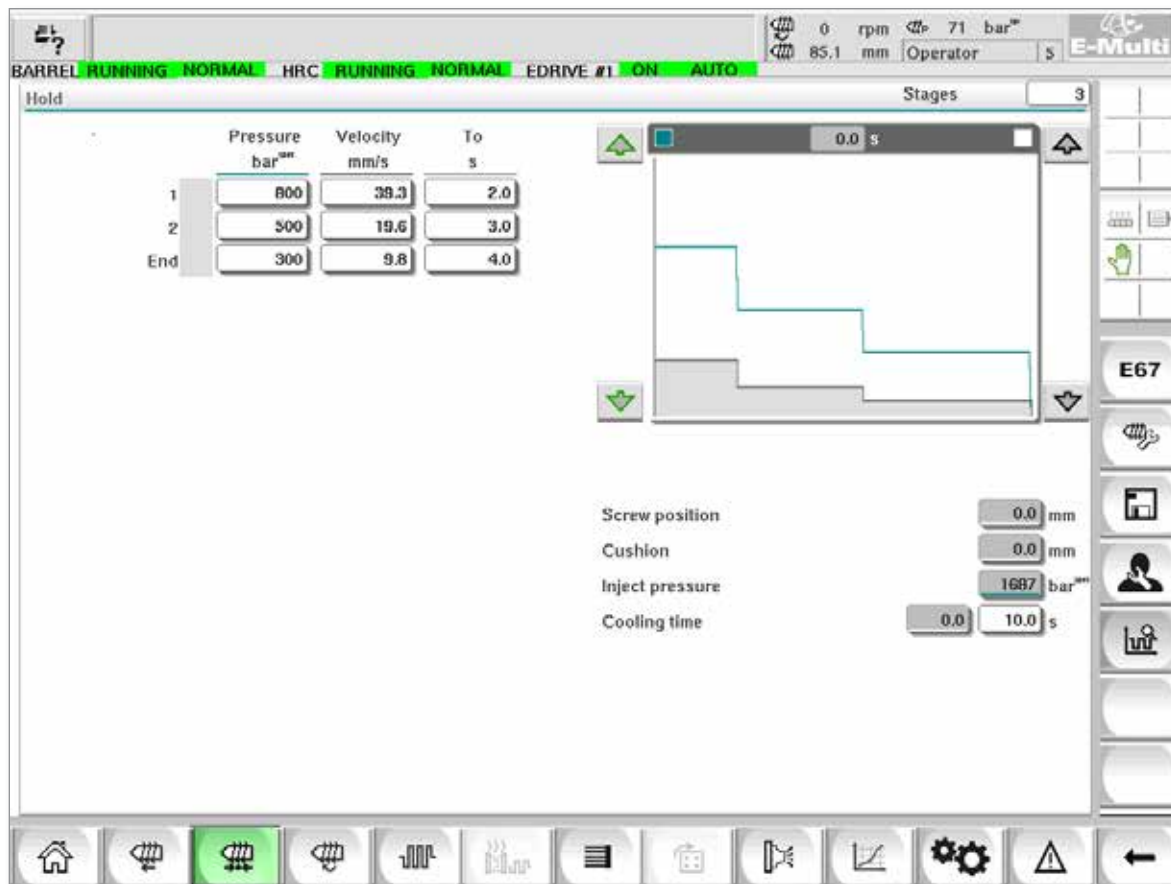 0 rpm 71 bar
85.1 mm Operator S
E-Multi
BARREL RUNNING NORMAL HRC RUNNING NORMAL EDRIVE #1 ON AUTO
Hold Stages 3
Pressure Velocity To
bar mm/s s
0.0 s
1 800 39.3 2.0
2 500 19.6 3.0
End 300 9.8 4.0
E67
Screw position 0.0 mm
Cushion 0.0 mm
Inject pressure 1687 bar
Cooling time 0.0 10.0 s